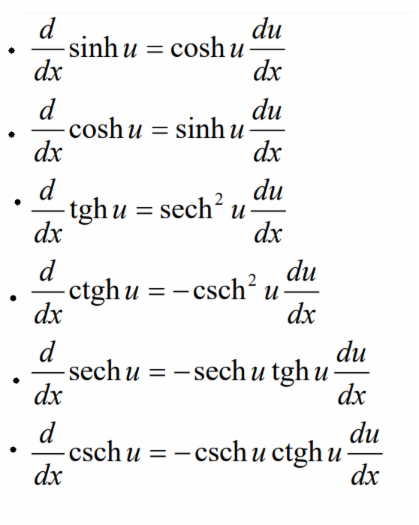 • d/dx sinh u = cosh u du/dx
• d/dx cosh u = sinh u du/dx
• d/dx tgh u = sech² u du/dx
• d/dx ctgh u = −csch² u du/dx
• d/dx sech u = −sech u tgh u du/dx
• d/dx csch u = −csch u ctgh u du/dx